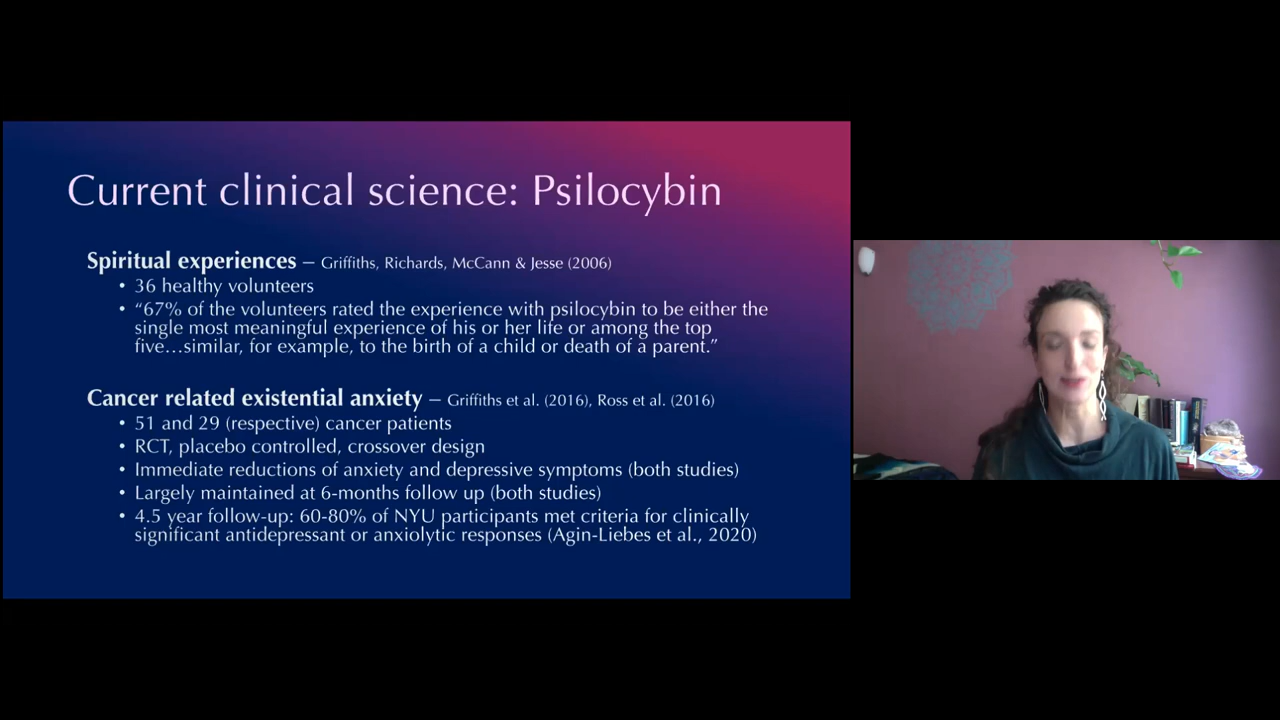 Current clinical science: Psilocybin
Spiritual experiences – Griffiths, Richards, McCann & Jesse (2006)
• 36 healthy volunteers
• “67% of the volunteers rated the experience with psilocybin to be either the
single most meaningful experience of his or her life or among the top
five…similar, for example, to the birth of a child or death of a parent.”
Cancer related existential anxiety – Griffiths et al. (2016), Ross et al. (2016)
• 51 and 29 (respective) cancer patients
• RCT, placebo controlled, crossover design
• Immediate reductions of anxiety and depressive symptoms (both studies)
• Largely maintained at 6-months follow up (both studies)
• 4.5 year follow-up: 60-80% of NYU participants met criteria for clinically
significant antidepressant or anxiolytic responses (Agin-Liebes et al., 2020)